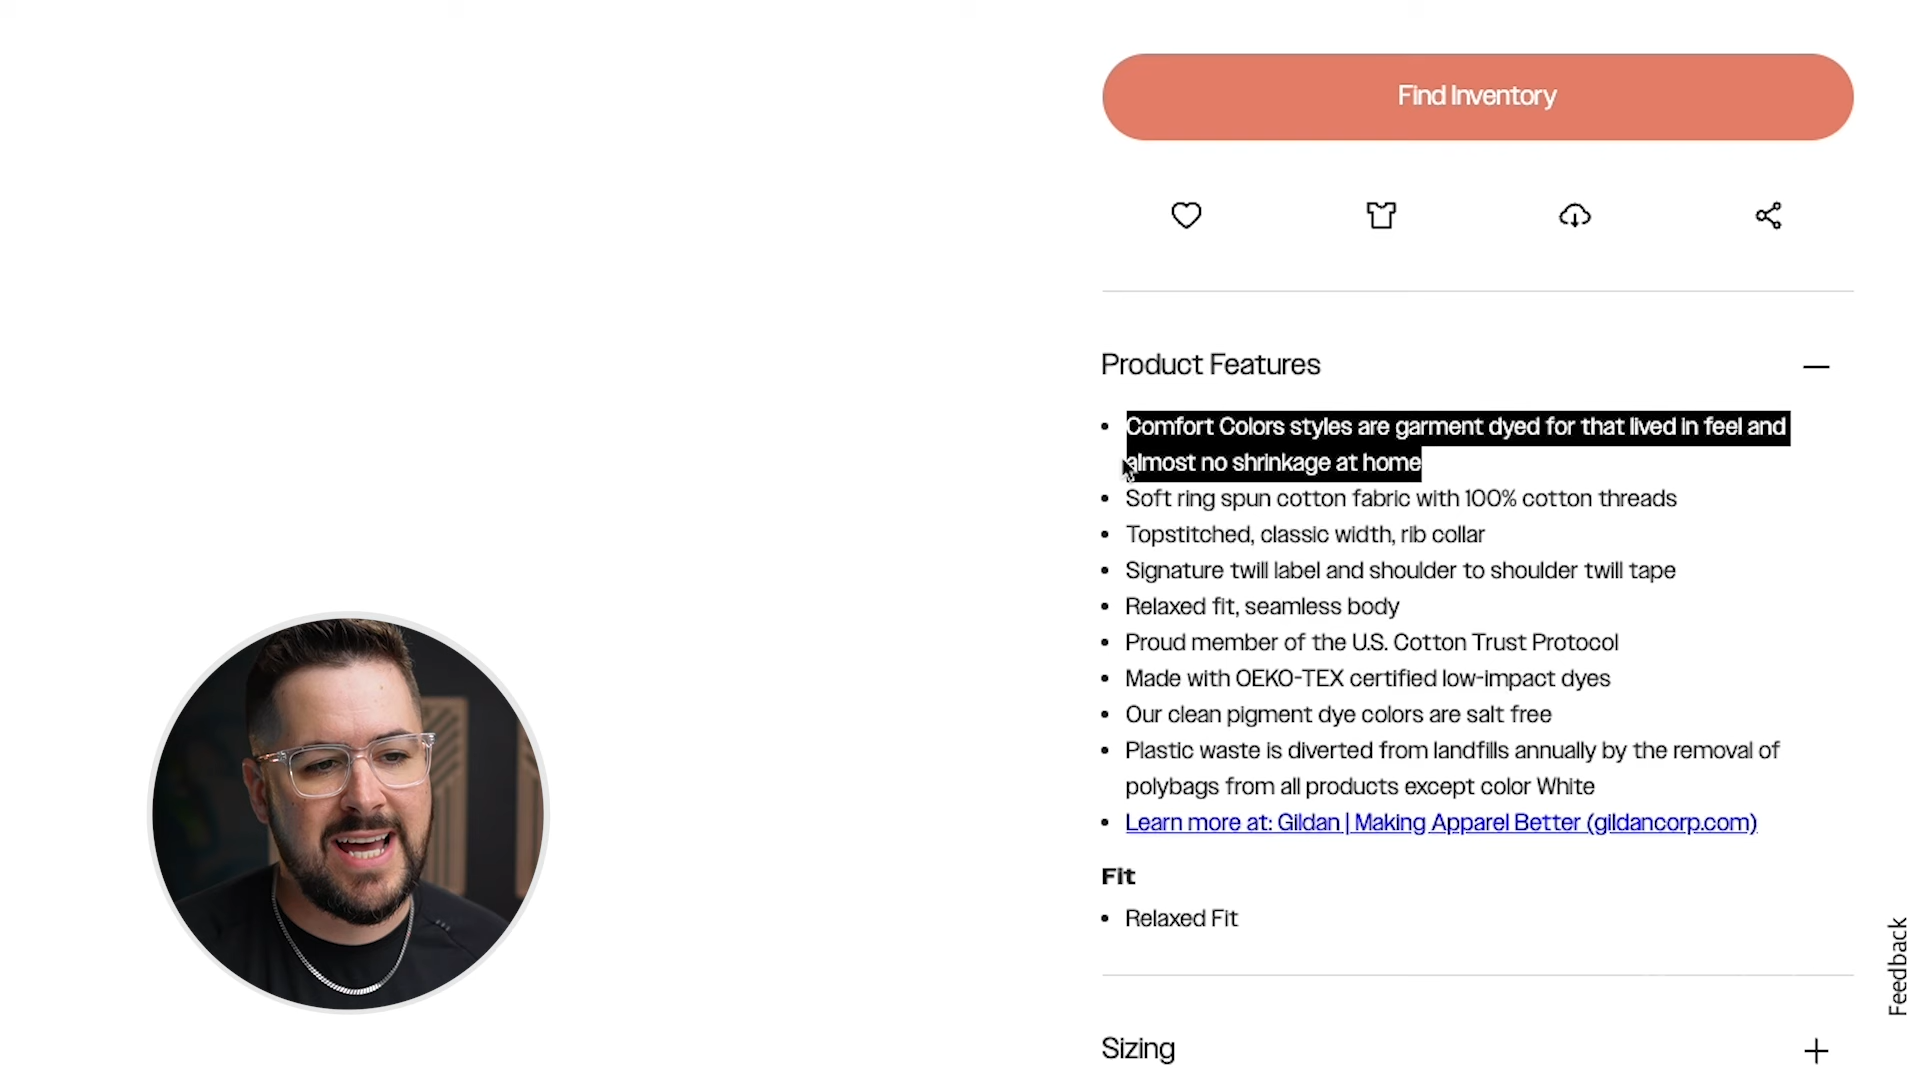 Find Inventory
Product Features
Comfort Colors styles are garment dyed for that lived in feel and
almost no shrinkage at home
Soft ring spun cotton fabric with 100% cotton threads
Topstitched, classic width, rib collar
Signature twill label and shoulder to shoulder twill tape
Relaxed fit, seamless body
Proud member of the U.S. Cotton Trust Protocol
Made with OEKO-TEX certified low-impact dyes
Our clean pigment dye colors are salt free
Plastic waste is diverted from landfills annually by the removal of
polybags from all products except color White
Learn more at: Gildan | Making Apparel Better (gildancorp.com)
Fit
Relaxed Fit
Feedback
Sizing